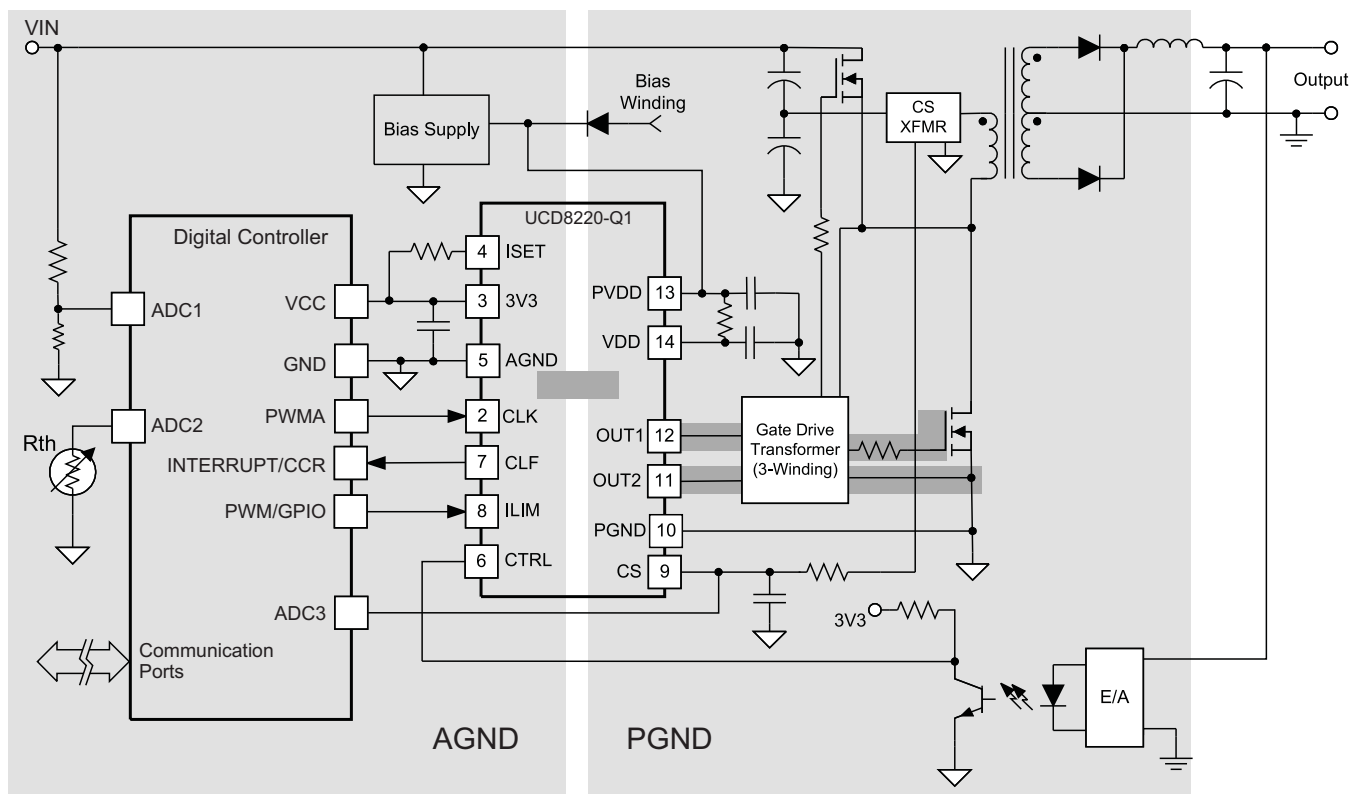 VIN
Bias Supply
Bias
Winding
CS
XFMR
Output
Digital Controller
UCD8220-Q1
ADC1
ADC2
Rth
VCC
GND
PWMA
INTERRUPT/CCR
PWM/GPIO
ADC3
Communication
Ports
4 ISET
3 3V3
5 AGND
2 CLK
7 CLF
8 ILIM
6 CTRL
PVDD 13
VDD 14
OUT1 12
OUT2 11
PGND 10
CS 9
Gate Drive
Transformer
(3-Winding)
3V3
E/A
AGND
PGND